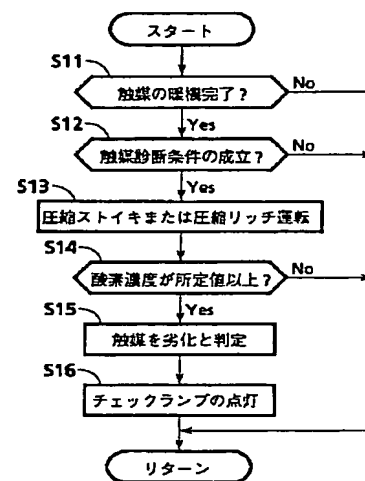 スタート
S11
触媒の暖機完了？
No
Yes
S12
触媒診断条件の成立？
No
Yes
S13
圧縮ストイキまたは圧縮リッチ運転
S14
酸素濃度が所定値以上？
No
Yes
S15
触媒を劣化と判定
S16
チェックランプの点灯
リターン